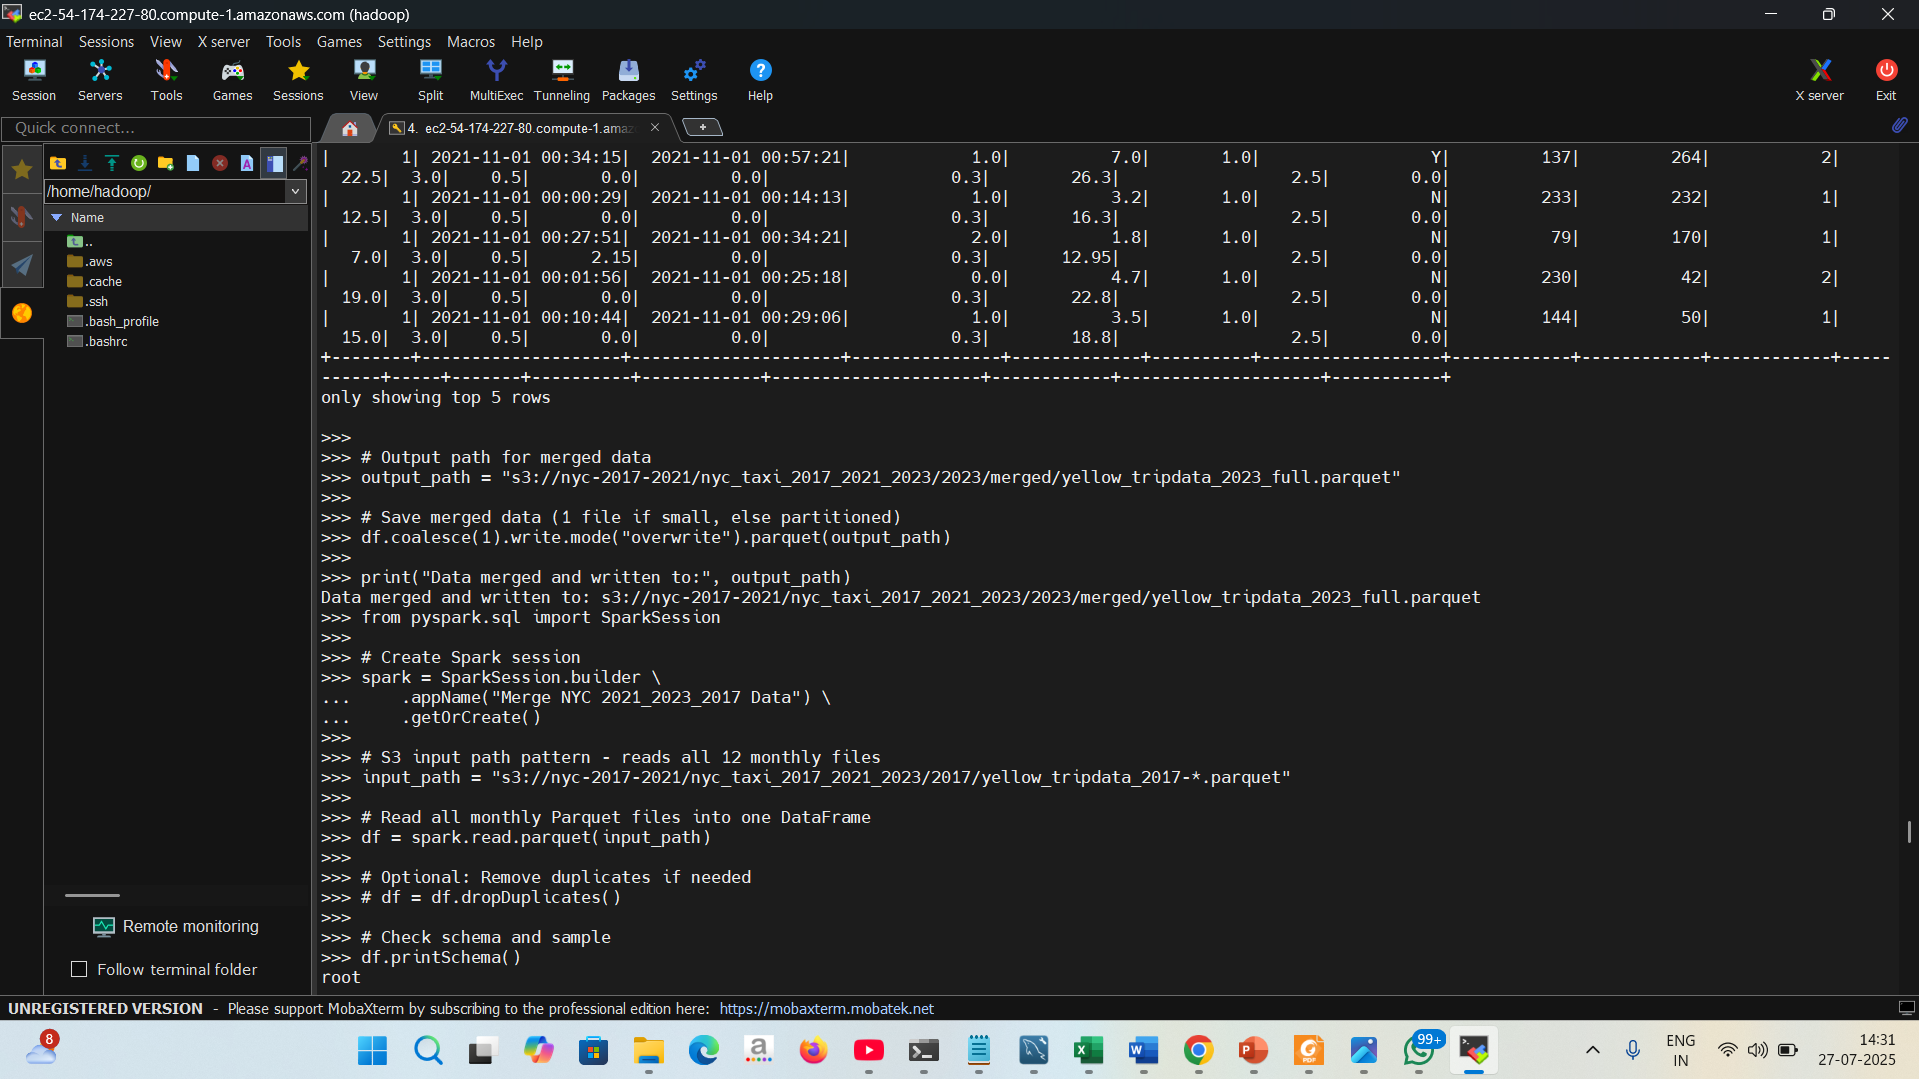 ec2-54-174-227-80.compute-1.amazonaws.com (hadoop)
Terminal Sessions View X server Tools Games Settings Macros Help
Session Servers Tools Games Sessions View Split MultiExec Tunneling Packages Settings Help X server Exit
Quick connect...
4. ec2-54-174-227-80.compute-1.amaz
/home/hadoop/
Name
..
.aws
.cache
.ssh
.bash_profile
.bashrc
Remote monitoring
Follow terminal folder
| 1| 2021-11-01 00:34:15| 2021-11-01 00:57:21| 1.0| 7.0| 1.0| Y| 137| 264| 2|
22.5| 3.0| 0.5| 0.0| 0.0| 0.3| 26.3| 2.5| 0.0|
| 1| 2021-11-01 00:00:29| 2021-11-01 00:14:13| 1.0| 3.2| 1.0| N| 233| 232| 1|
12.5| 3.0| 0.5| 0.0| 0.0| 0.3| 16.3| 2.5| 0.0|
| 1| 2021-11-01 00:27:51| 2021-11-01 00:34:21| 2.0| 1.8| 1.0| N| 79| 170| 1|
7.0| 3.0| 0.5| 2.15| 0.0| 0.3| 12.95| 2.5| 0.0|
| 1| 2021-11-01 00:01:56| 2021-11-01 00:25:18| 0.0| 4.7| 1.0| N| 230| 42| 2|
19.0| 3.0| 0.5| 0.0| 0.0| 0.3| 22.8| 2.5| 0.0|
| 1| 2021-11-01 00:10:44| 2021-11-01 00:29:06| 1.0| 3.5| 1.0| N| 144| 50| 1|
15.0| 3.0| 0.5| 0.0| 0.0| 0.3| 18.8| 2.5| 0.0|
+--------+--------------------+---------------------+---------------+-------------+----------+------------------+------------+------------+------------+-----
------+-----+-------+----------+------------+---------------------+------------+--------------------+-----------+
only showing top 5 rows
>>>
>>> # Output path for merged data
>>> output_path = "s3://nyc-2017-2021/nyc_taxi_2017_2021_2023/2023/merged/yellow_tripdata_2023_full.parquet"
>>>
>>> # Save merged data (1 file if small, else partitioned)
>>> df.coalesce(1).write.mode("overwrite").parquet(output_path)
>>>
>>> print("Data merged and written to:", output_path)
Data merged and written to: s3://nyc-2017-2021/nyc_taxi_2017_2021_2023/2023/merged/yellow_tripdata_2023_full.parquet
>>> from pyspark.sql import SparkSession
>>>
>>> # Create Spark session
>>> spark = SparkSession.builder \
... .appName("Merge NYC 2021_2023_2017 Data") \
... .getOrCreate()
>>>
>>> # S3 input path pattern - reads all 12 monthly files
>>> input_path = "s3://nyc-2017-2021/nyc_taxi_2017_2021_2023/2017/yellow_tripdata_2017-*.parquet"
>>>
>>> # Read all monthly Parquet files into one DataFrame
>>> df = spark.read.parquet(input_path)
>>>
>>> # Optional: Remove duplicates if needed
>>> # df = df.dropDuplicates()
>>>
>>> # Check schema and sample
>>> df.printSchema()
root
UNREGISTERED VERSION - Please support MobaXterm by subscribing to the professional edition here: https://mobaxterm.mobatek.net
8
99+
ENG
IN
14:31
27-07-2025